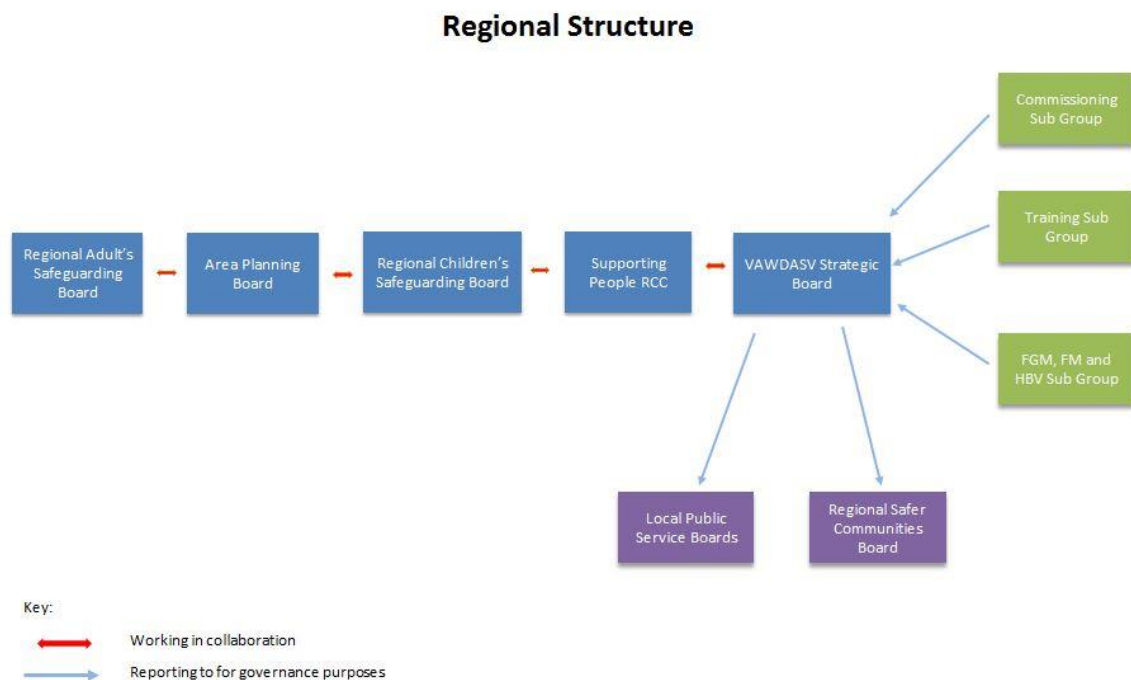 Regional Structure
Commissioning
Sub Group
Training Sub
Group
Regional Adult's
Safeguarding
Board
Area Planning
Board
Regional Children's
Safeguarding Board
Supporting
People RCC
VAWDASV Strategic
Board
FGM, FM and
HBV Sub Group
Local Public
Service Boards
Regional Safer
Communities
Board
Key:
Working in collaboration
Reporting to for governance purposes